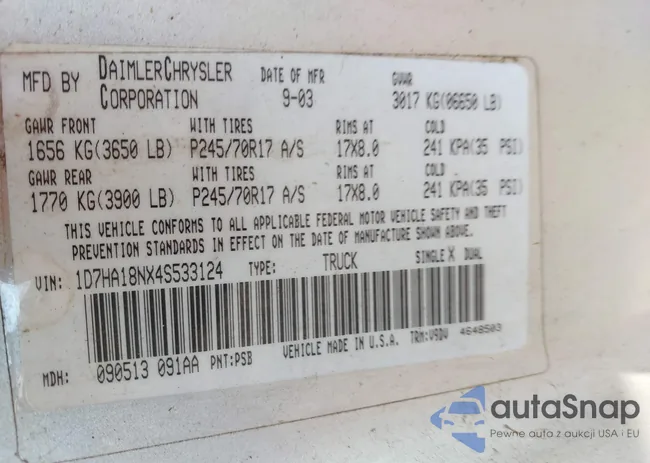 MFD BY DAIMLERCHRYSLER CORPORATION DATE OF MFR 9-03 GVWR 3017 KG(06650 LB)
GAWR FRONT WITH TIRES RIMS AT COLD
1656 KG(3650 LB) P245/70R17 A/S 17X8.0 241 KPA(35 PSI)
GAWR REAR WITH TIRES RIMS AT COLD
1770 KG(3900 LB) P245/70R17 A/S 17X8.0 241 KPA(35 PSI)
THIS VEHICLE CONFORMS TO ALL APPLICABLE FEDERAL MOTOR VEHICLE SAFETY AND THEFT
PREVENTION STANDARDS IN EFFECT ON THE DATE OF MANUFACTURE SHOWN ABOVE.
VIN: 1D7HA18NX4S533124 TYPE: TRUCK SINGLE X DUAL
MDH: 090513 091AA PNT:PSB VEHICLE MADE IN U.S.A. TRM:V9DV 4648503
autaSnap
Pewne auta z aukcji USA i EU